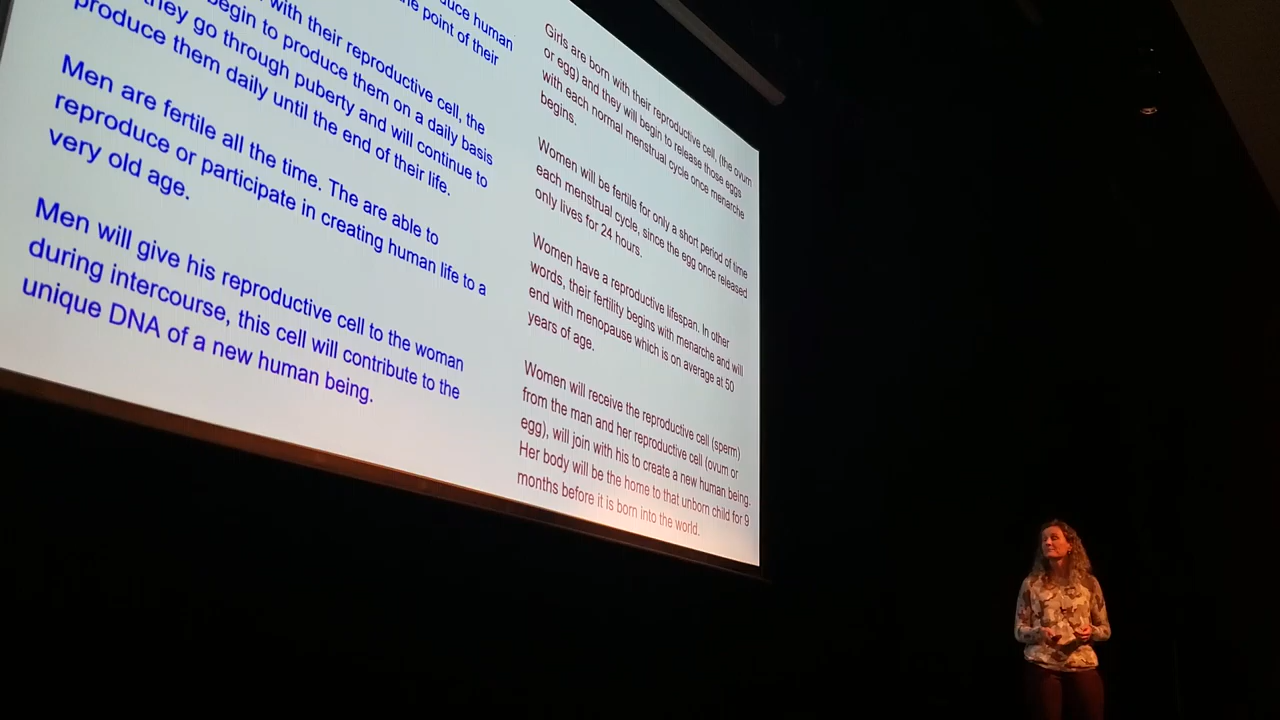 uce human
he point of their
with their reproductive cell, the
egin to produce them on a daily basis
hey go through puberty and will continue to
produce them daily until the end of their life.
Men are fertile all the time. The are able to
reproduce or participate in creating human life to a
very old age.
Men will give his reproductive cell to the woman
during intercourse, this cell will contribute to the
unique DNA of a new human being.
Girls are born with their reproductive cell, (the ovum
or egg) and they will begin to release those eggs
with each normal menstrual cycle once menarche
begins.
Women will be fertile for only a short period of time
each menstrual cycle, since the egg once released
only lives for 24 hours.
Women have a reproductive lifespan. In other
words, their fertility begins with menarche and will
end with menopause which is on average at 50
years of age.
Women will receive the reproductive cell (sperm)
from the man and her reproductive cell (ovum or
egg), will join with his to create a new human being.
Her body will be the home to that unborn child for 9
months before it is born into the world.